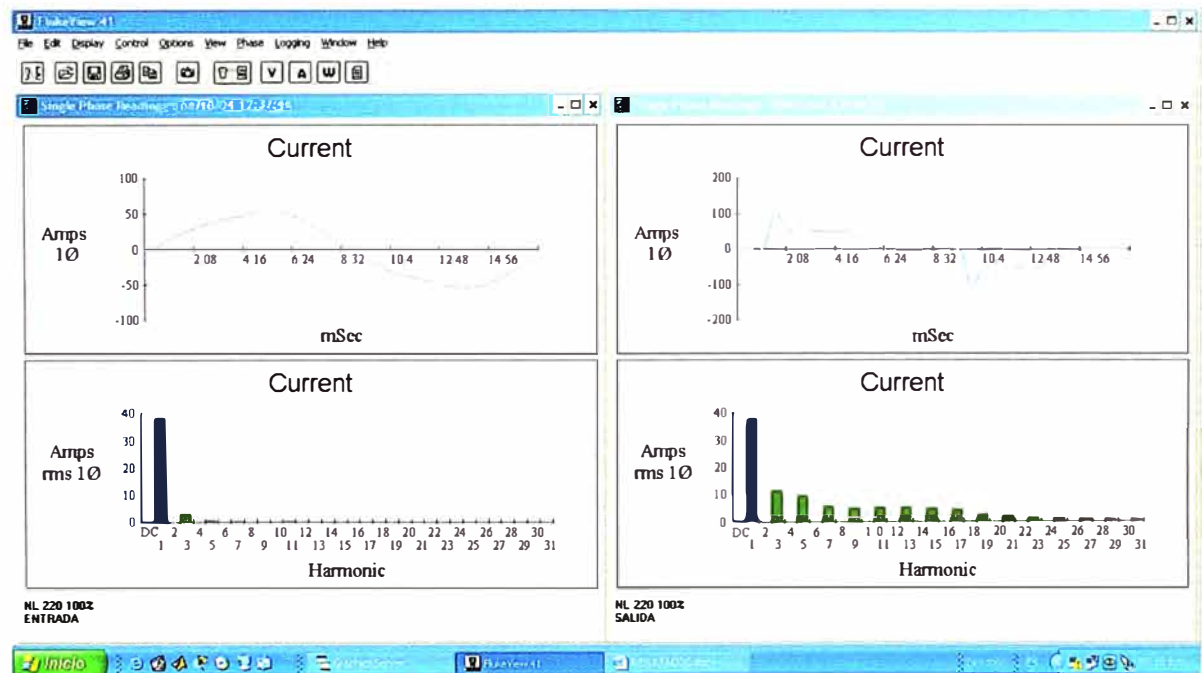 FlukeView 41
File Edit Display Control Options View Phase Logging Window Help
V A W
Single Phase Readings - 08/10/04
Current
100
50
0
-50
-100
Amps
1Ø
2 08 4 16 6 24 8 32 10 4 12 48 14 56
mSec
Current
40
30
20
10
0
Amps
rms 1Ø
DC 2 4 6 8 10 12 14 16 18 20 22 24 26 28 30
1 3 5 7 9 11 13 15 17 19 21 23 25 27 29 31
Harmonic
NL 220 100%
ENTRADA
Current
200
100
0
-100
-200
Amps
1Ø
2 08 4 16 6 24 8 32 10 4 12 48 14 56
mSec
Current
40
30
20
10
0
Amps
rms 1Ø
DC 2 4 6 8 1 0 12 14 16 18 20 22 24 26 28 30
1 3 5 7 9 11 13 15 17 19 21 23 25 27 29 31
Harmonic
NL 220 100%
SALIDA
Inicio
FlukeView 41